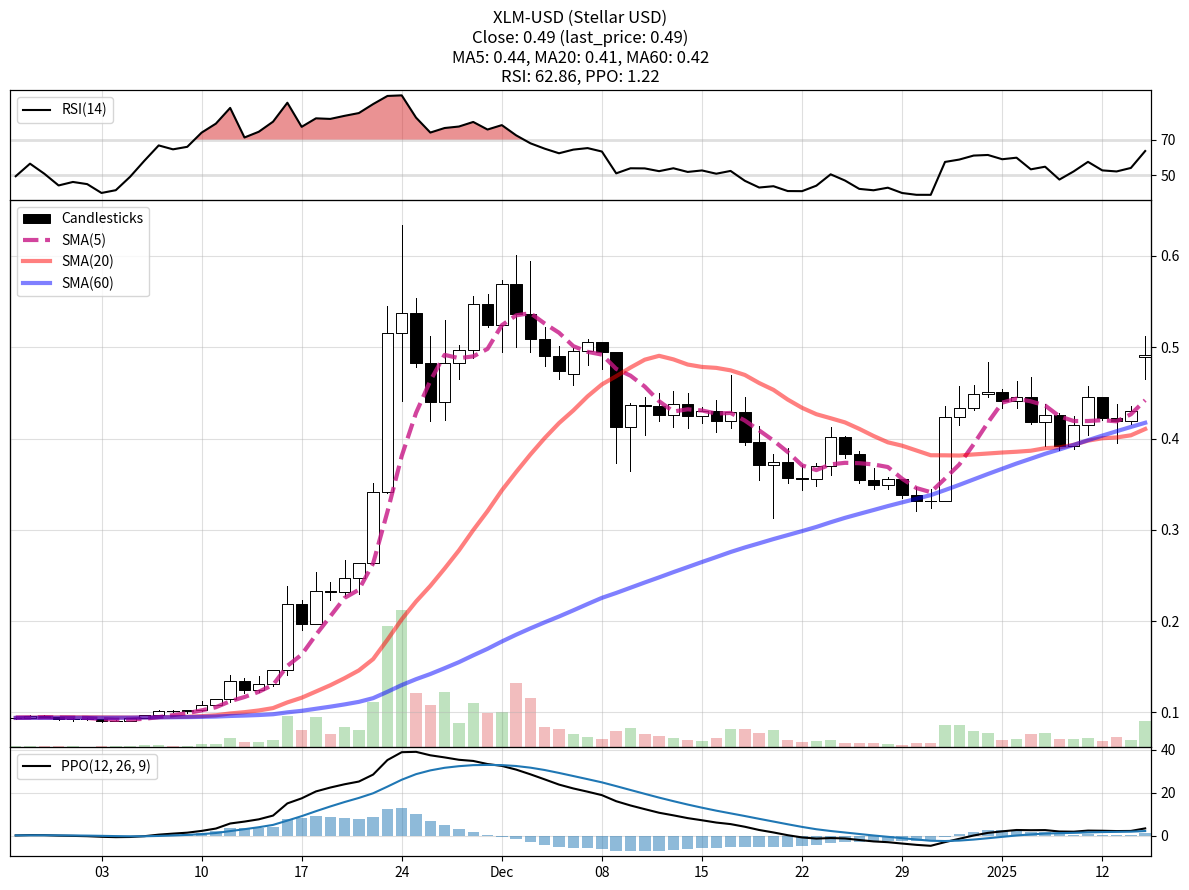 XLM-USD (Stellar USD)
Close: 0.49 (last_price: 0.49)
MA5: 0.44, MA20: 0.41, MA60: 0.42
RSI: 62.86, PPO: 1.22
RSI(14)
70
50
Candlesticks
SMA(5)
SMA(20)
SMA(60)
0.6
0.5
0.4
0.3
0.2
0.1
PPO(12, 26, 9)
40
20
0
03 10 17 24 Dec 08 15 22 29 2025 12